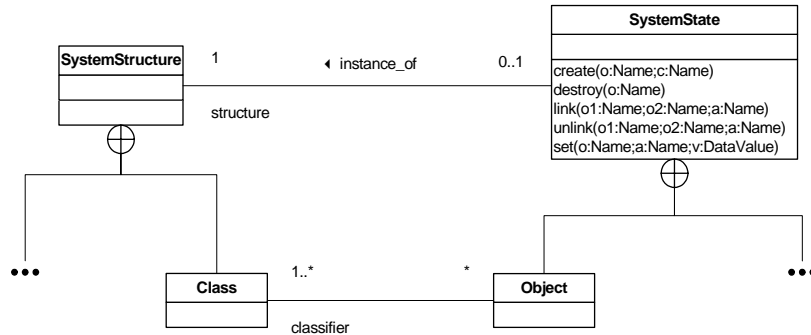 SystemState
SystemStructure
1
◂ instance_of
0..1
create(o:Name;c:Name)
destroy(o:Name)
link(o1:Name;o2:Name;a:Name)
unlink(o1:Name;o2:Name;a:Name)
set(o:Name;a:Name;v:DataValue)
structure
•••
•••
Class
1..*
*
Object
classifier